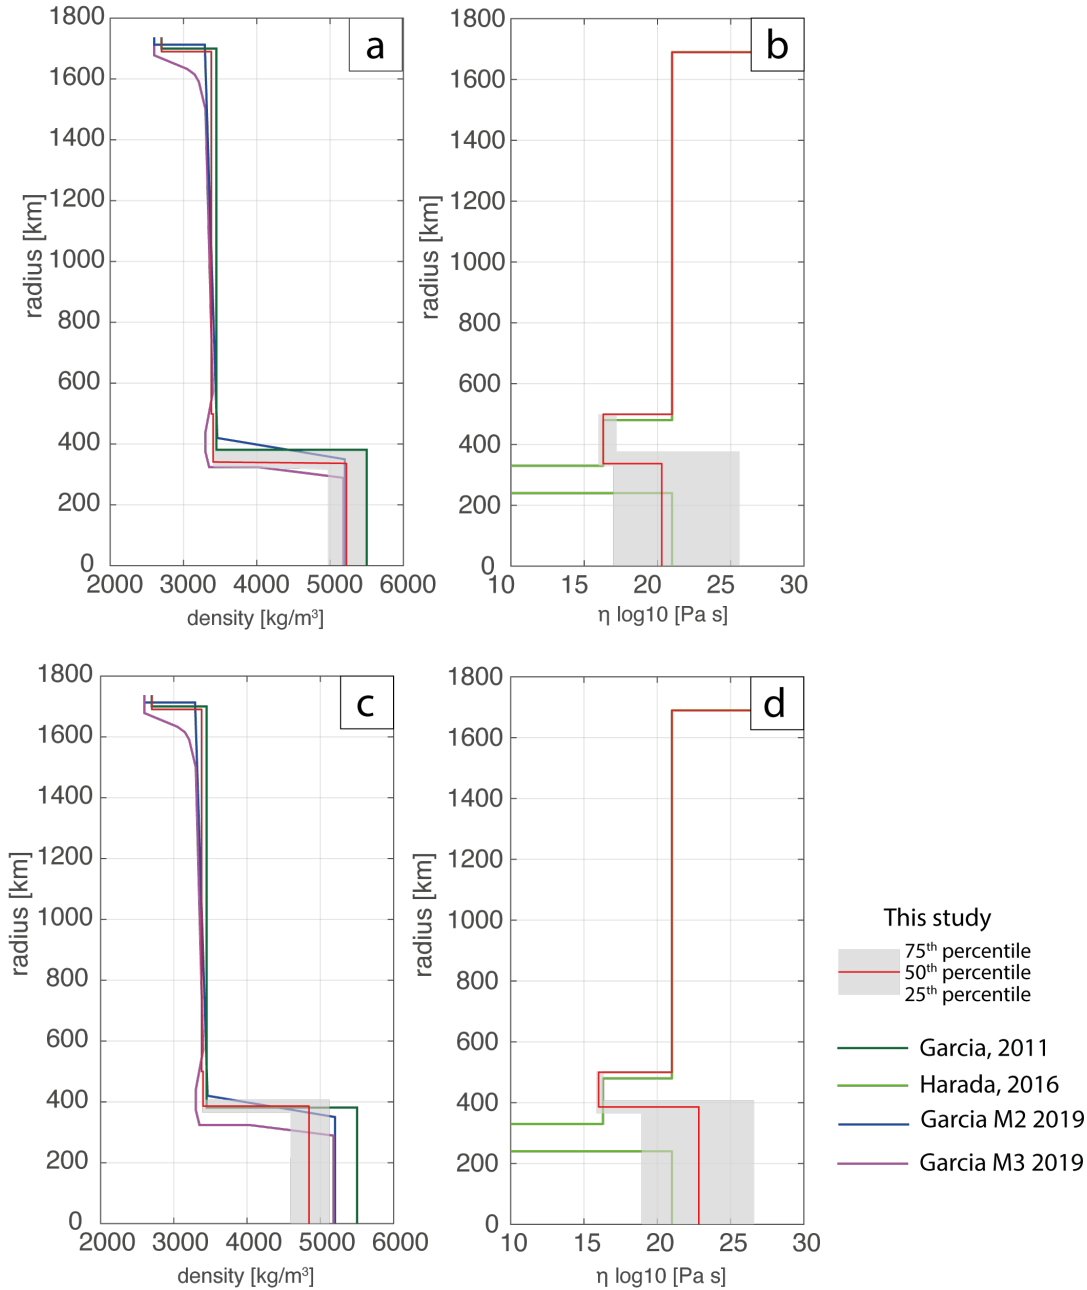 1800
1600
1400
1200
1000
800
600
400
200
0
2000 3000 4000 5000 6000
radius [km]
density [kg/m³]
a
1800
1600
1400
1200
1000
800
600
400
200
0
10 15 20 25 30
radius [km]
η log10 [Pa s]
b
1800
1600
1400
1200
1000
800
600
400
200
0
2000 3000 4000 5000 6000
radius [km]
density [kg/m³]
c
1800
1600
1400
1200
1000
800
600
400
200
0
10 15 20 25 30
radius [km]
η log10 [Pa s]
d
This study
75th percentile
50th percentile
25th percentile
Garcia, 2011
Harada, 2016
Garcia M2 2019
Garcia M3 2019